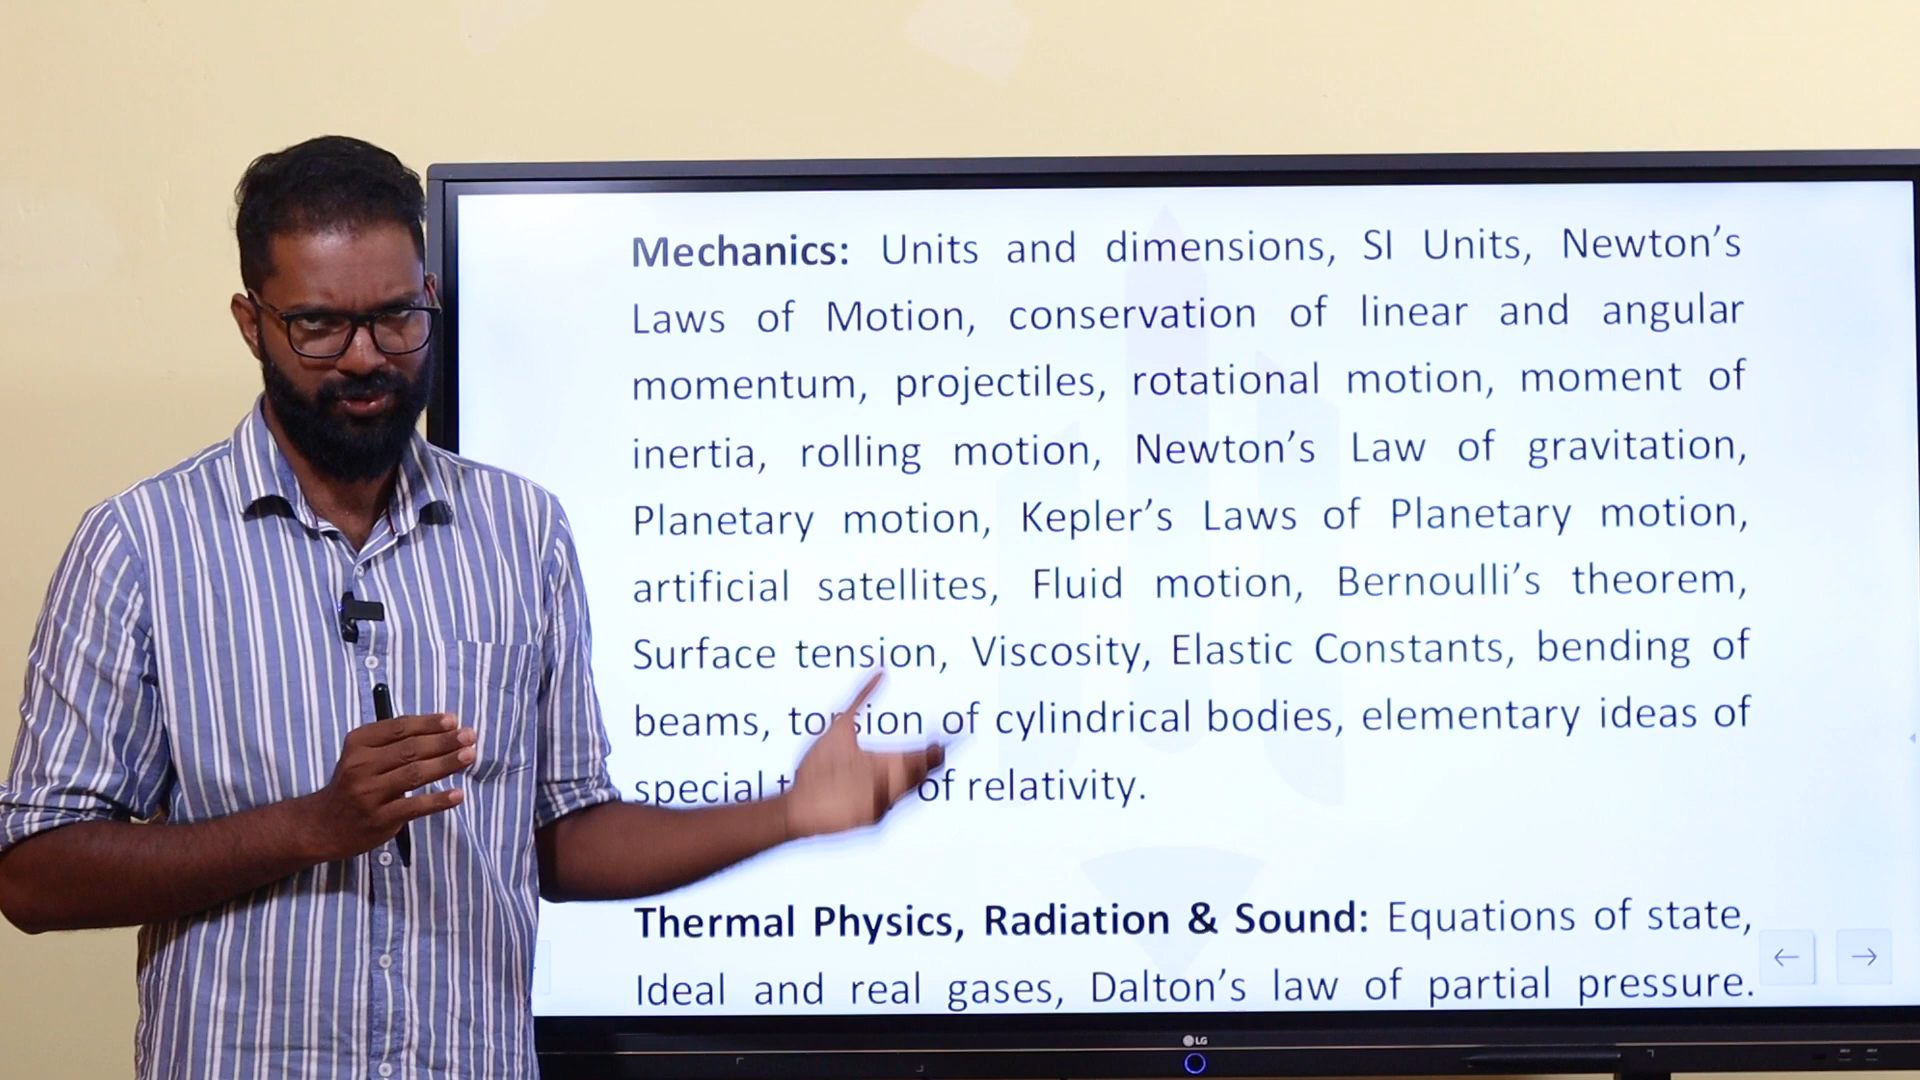 Mechanics: Units and dimensions, SI Units, Newton’s
Laws of Motion, conservation of linear and angular
momentum, projectiles, rotational motion, moment of
inertia, rolling motion, Newton’s Law of gravitation,
Planetary motion, Kepler’s Laws of Planetary motion,
artificial satellites, Fluid motion, Bernoulli’s theorem,
Surface tension, Viscosity, Elastic Constants, bending of
beams, torsion of cylindrical bodies, elementary ideas of
special of relativity.
Thermal Physics, Radiation & Sound: Equations of state,
Ideal and real gases, Dalton’s law of partial pressure.
LG